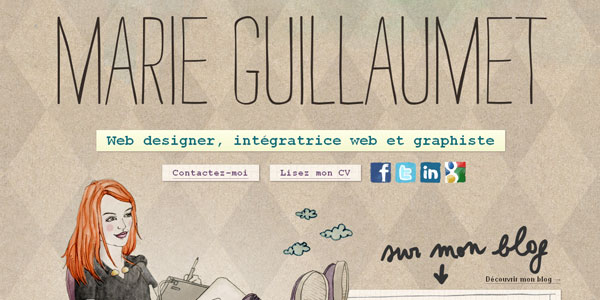 MARIE GUILLAUMET
Web designer, intégratrice web et graphiste
Contactez-moi
Lisez mon CV
sur mon blog
Découvrir mon blog →